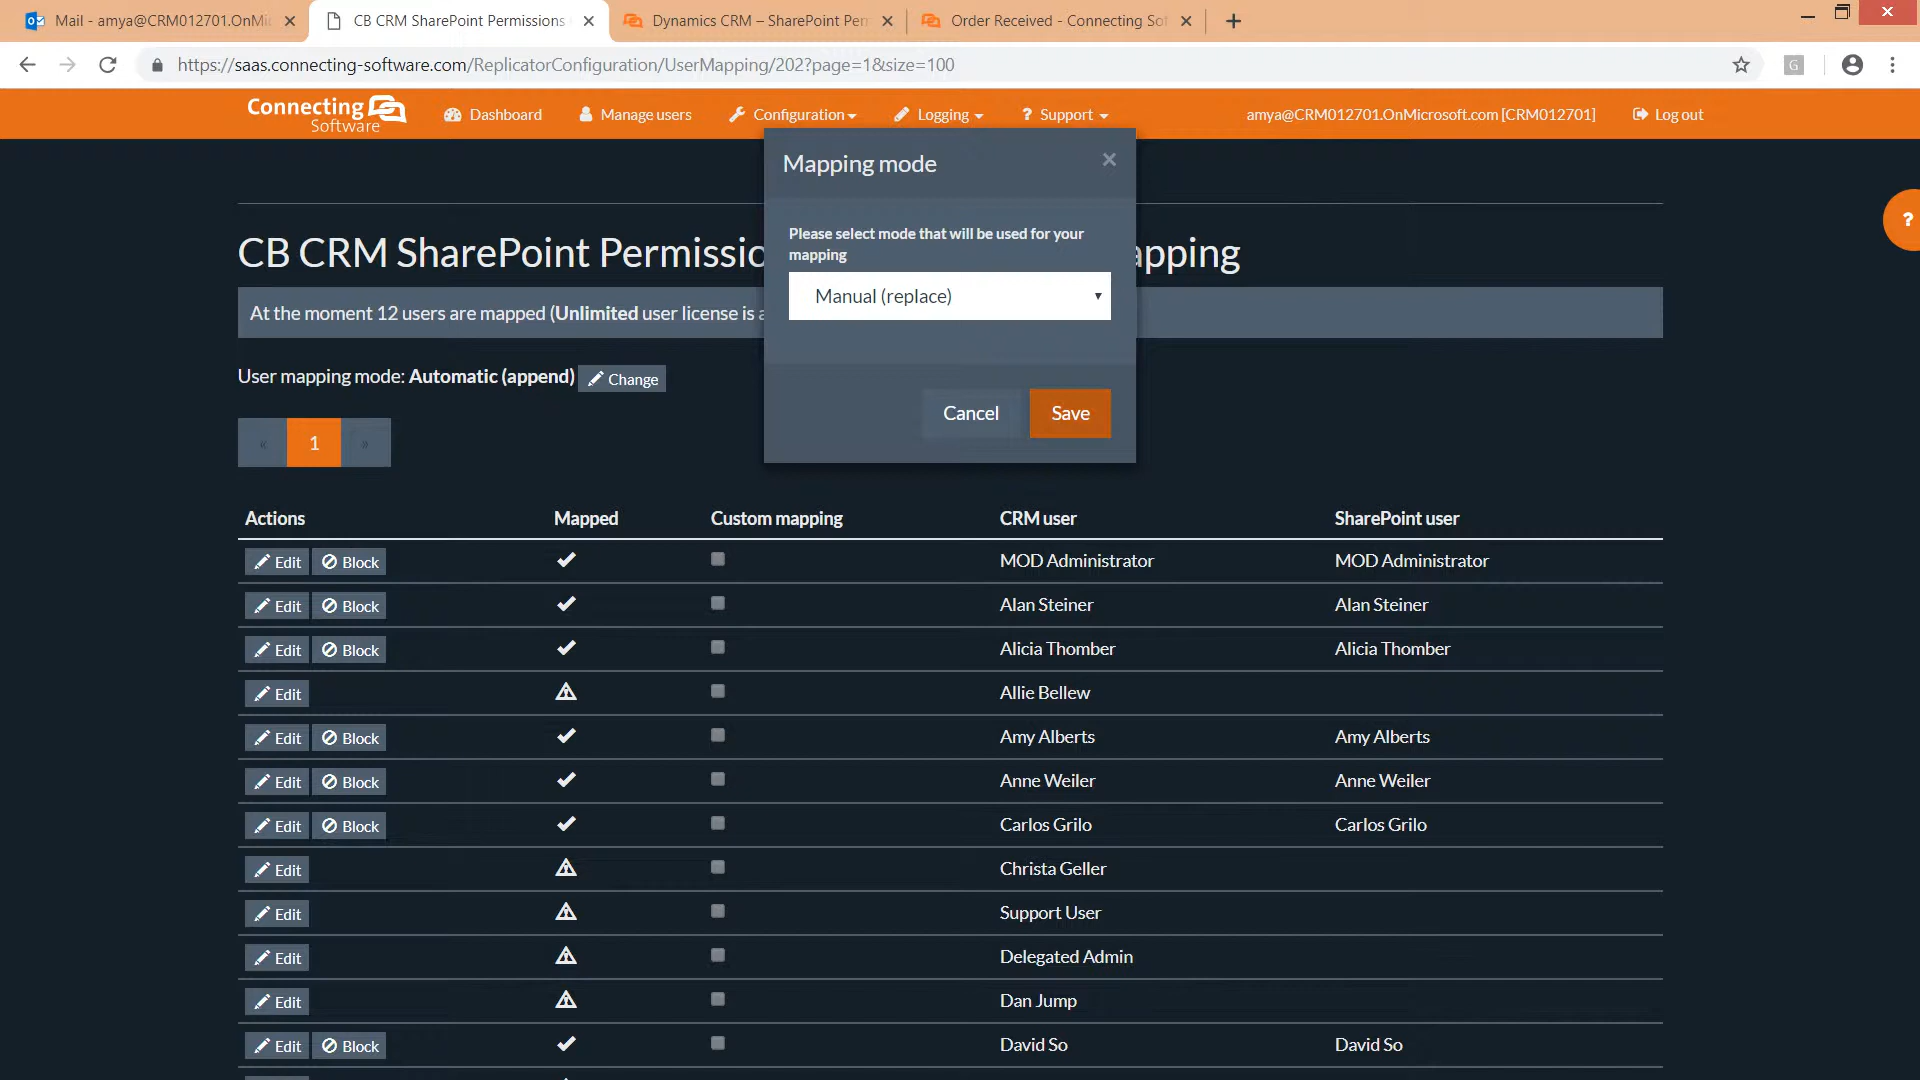 Mail - amya@CRM012701.OnMic
CB CRM SharePoint Permissions
Dynamics CRM – SharePoint Per
Order Received - Connecting Sof
https://saas.connecting-software.com/ReplicatorConfiguration/UserMapping/202?page=1&size=100
G
Connecting
Software
Dashboard
Manage users
Configuration
Logging
? Support
amya@CRM012701.OnMicrosoft.com [CRM012701]
Log out
Mapping mode
×
?
Please select mode that will be used for your
mapping
CB CRM SharePoint Permissio
apping
Manual (replace)
At the moment 12 users are mapped (Unlimited user license is a
User mapping mode: Automatic (append)
Change
Cancel
Save
« 1 »
Actions Mapped Custom mapping CRM user SharePoint user
Edit Block MOD Administrator MOD Administrator
Edit Block Alan Steiner Alan Steiner
Edit Block Alicia Thomber Alicia Thomber
Edit Allie Bellew
Edit Block Amy Alberts Amy Alberts
Edit Block Anne Weiler Anne Weiler
Edit Block Carlos Grilo Carlos Grilo
Edit Christa Geller
Edit Support User
Edit Delegated Admin
Edit Dan Jump
Edit Block David So David So